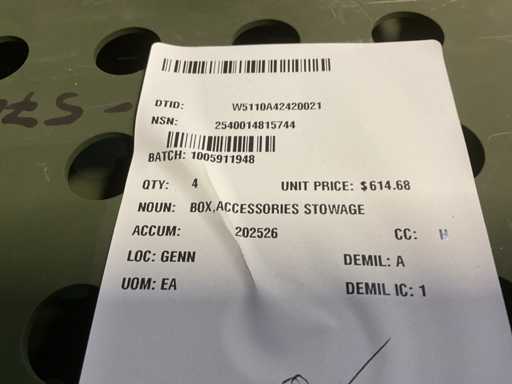 DTID: W5110A42420021
NSN: 2540014815744
BATCH: 1005911948
QTY: 4 UNIT PRICE: $614.68
NOUN: BOX,ACCESSORIES STOWAGE
ACCUM: 202526 CC: H
LOC: GENN DEMIL: A
UOM: EA DEMIL IC: 1